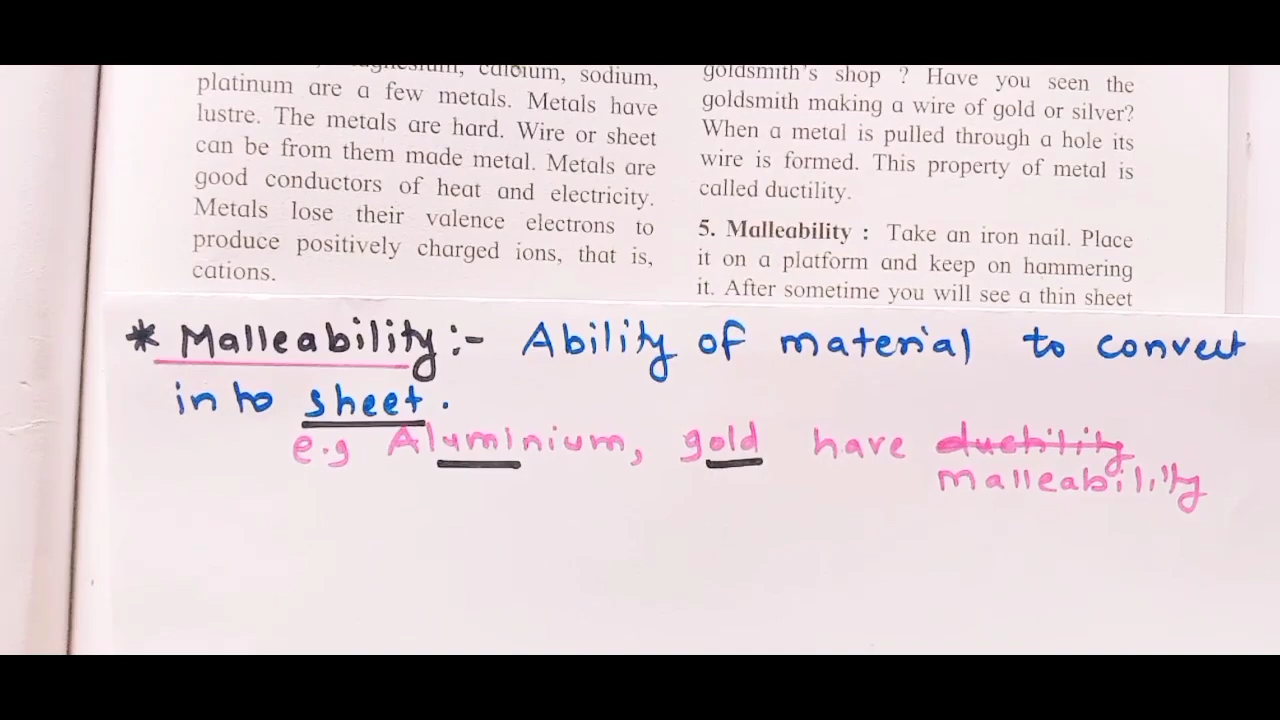 magnesium, calcium, sodium,
platinum are a few metals. Metals have
lustre. The metals are hard. Wire or sheet
can be from them made metal. Metals are
good conductors of heat and electricity.
Metals lose their valence electrons to
produce positively charged ions, that is,
cations.
goldsmith's shop ? Have you seen the
goldsmith making a wire of gold or silver?
When a metal is pulled through a hole its
wire is formed. This property of metal is
called ductility.
5. Malleability : Take an iron nail. Place
it on a platform and keep on hammering
it. After sometime you will see a thin sheet
* Malleability :- Ability of material to convert
into sheet.
e.g Aluminium, gold have ductility
malleability